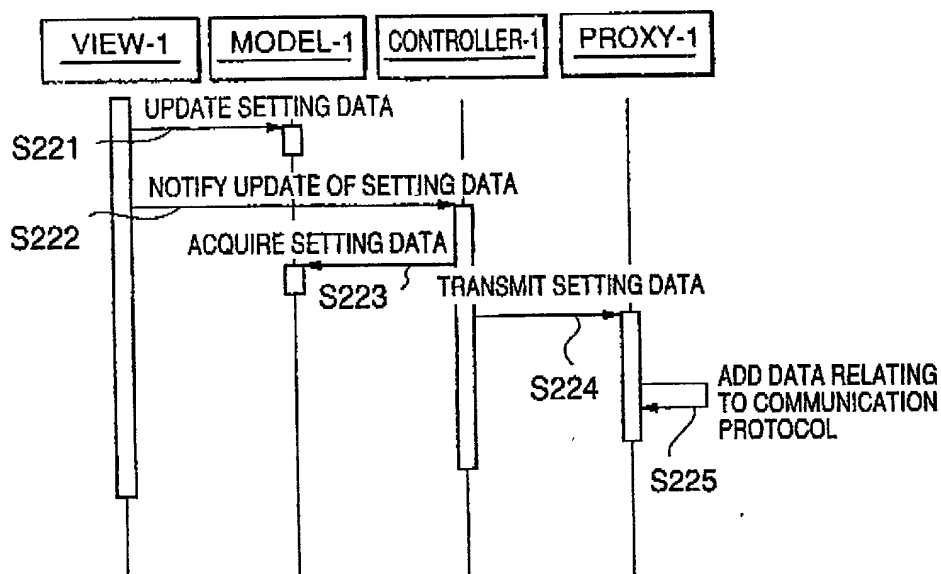 VIEW-1
MODEL-1
CONTROLLER-1
PROXY-1
UPDATE SETTING DATA
S221
NOTIFY UPDATE OF SETTING DATA
S222
ACQUIRE SETTING DATA
S223
TRANSMIT SETTING DATA
S224
ADD DATA RELATING
TO COMMUNICATION
PROTOCOL
S225